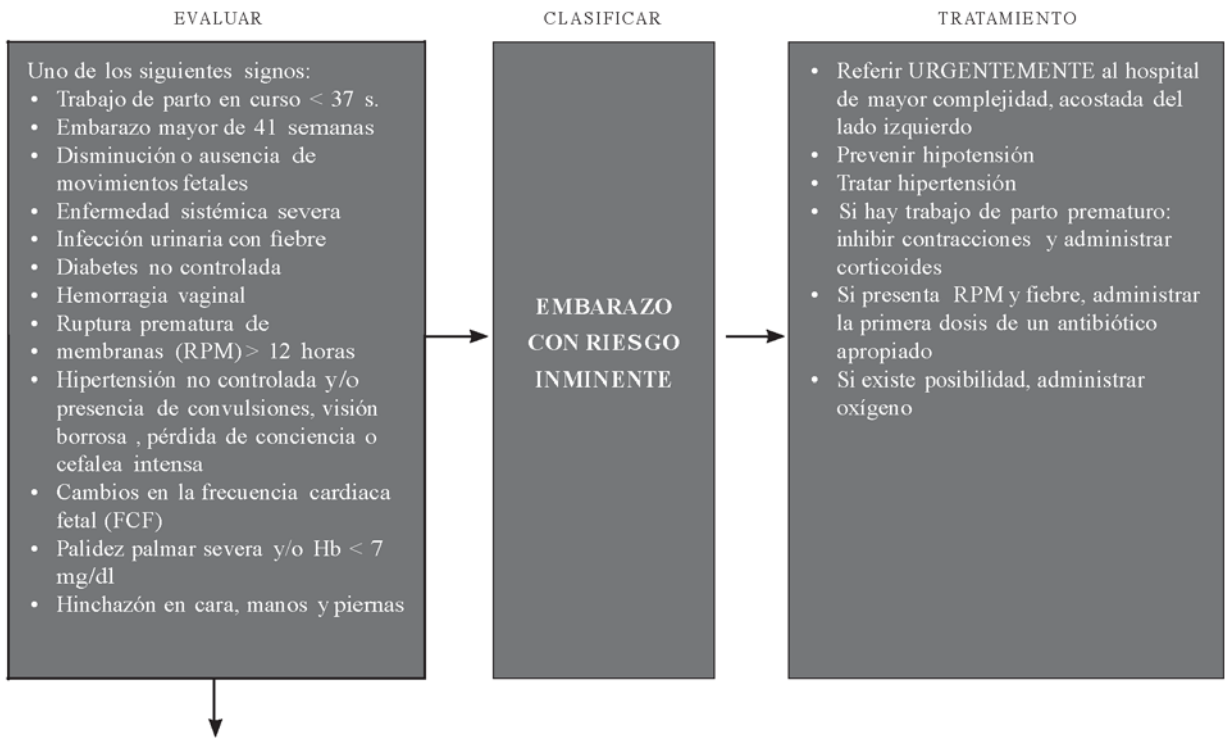 EVALUAR
Uno de los siguientes signos:
• Trabajo de parto en curso < 37 s.
• Embarazo mayor de 41 semanas
• Disminución o ausencia de
movimientos fetales
• Enfermedad sistémica severa
• Infección urinaria con fiebre
• Diabetes no controlada
• Hemorragia vaginal
• Ruptura prematura de
• membranas (RPM) > 12 horas
• Hipertensión no controlada y/o
presencia de convulsiones, visión
borrosa , pérdida de conciencia o
cefalea intensa
• Cambios en la frecuencia cardiaca
fetal (FCF)
• Palidez palmar severa y/o Hb < 7
mg/dl
• Hinchazón en cara, manos y piernas
CLASIFICAR
EMBARAZO
CON RIESGO
INMINENTE
TRATAMIENTO
• Referir URGENTEMENTE al hospital
de mayor complejidad, acostada del
lado izquierdo
• Prevenir hipotensión
• Tratar hipertensión
• Si hay trabajo de parto prematuro:
inhibir contracciones y administrar
corticoides
• Si presenta RPM y fiebre, administrar
la primera dosis de un antibiótico
apropiado
• Si existe posibilidad, administrar
oxígeno